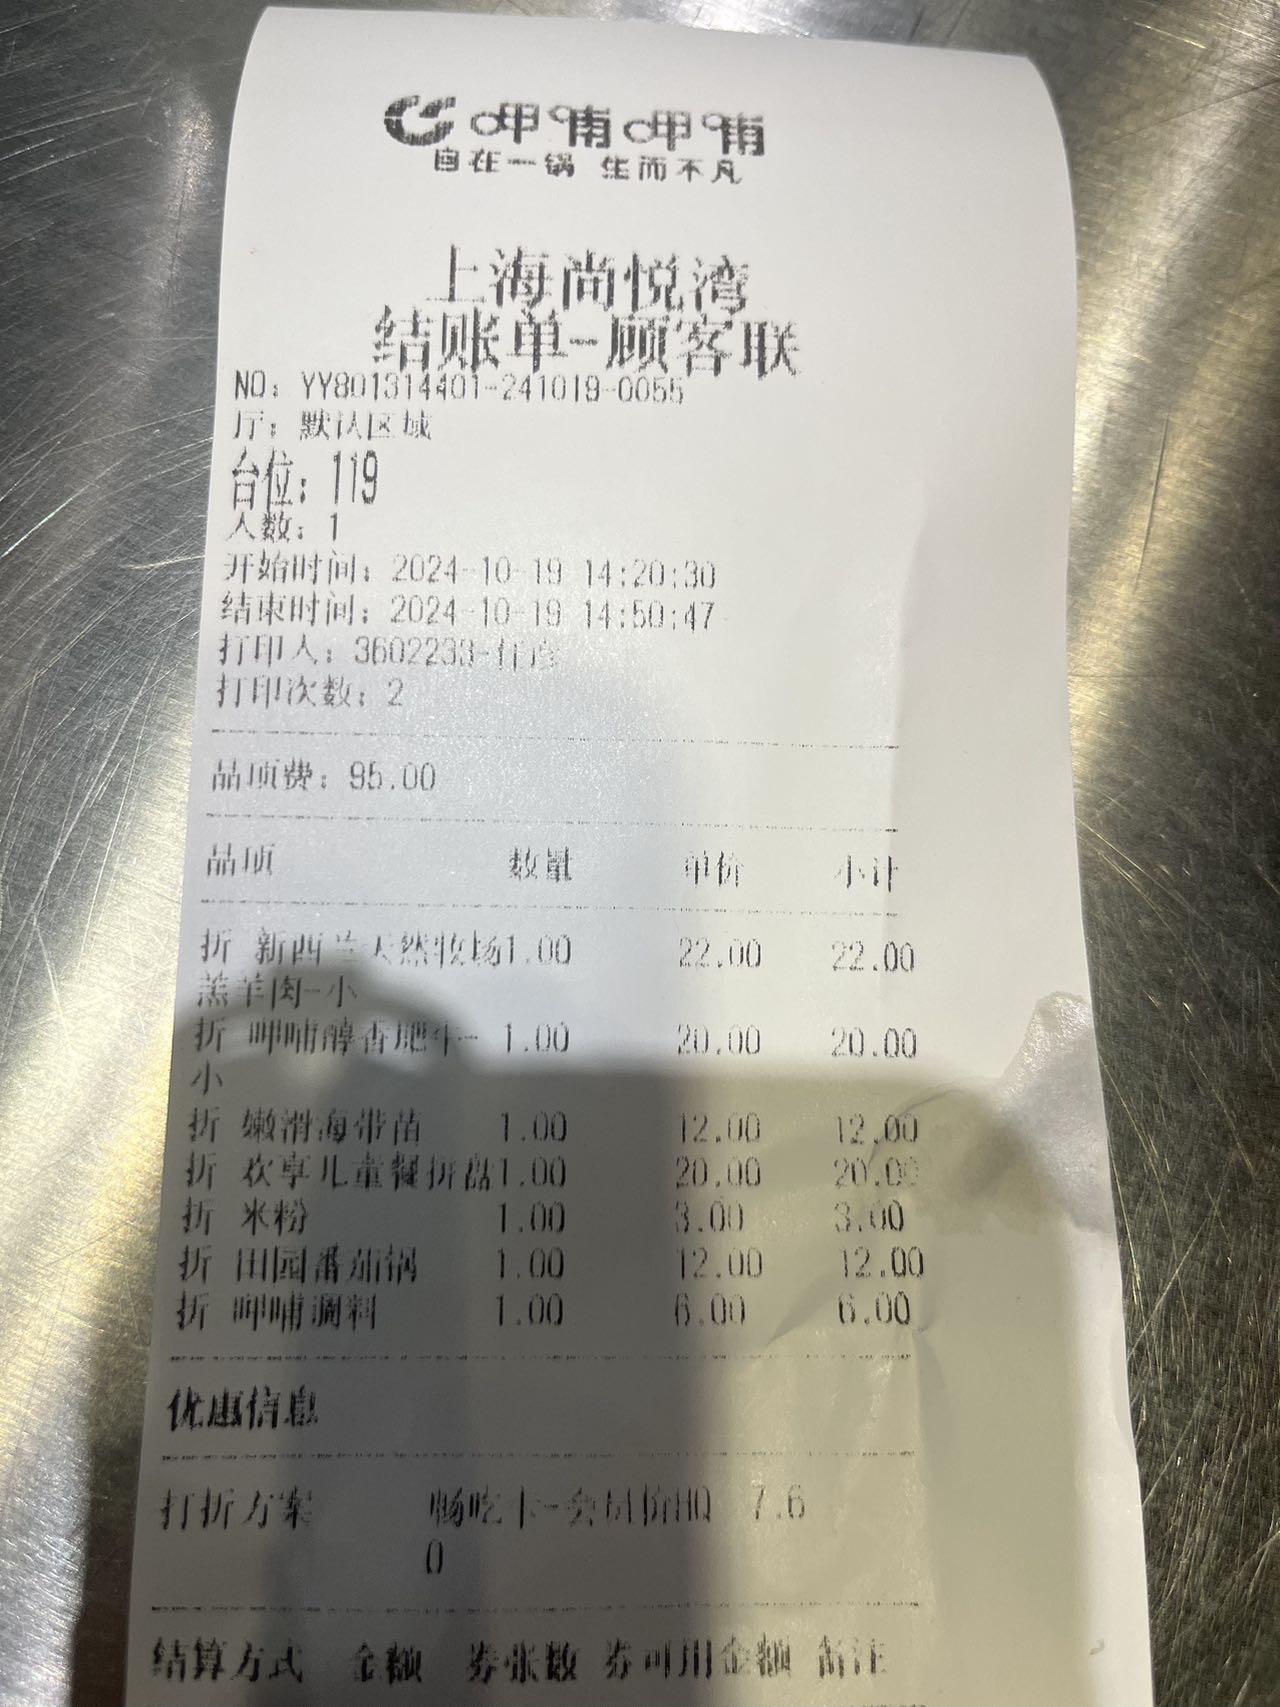 呷哺呷哺
自在一锅 生而不凡
上海尚悦湾
结账单-顾客联
NO: YY801314401-241019-0055
厅: 默认区域
台位: 119
人数: 1
开始时间: 2024-10-19 14:20:30
结束时间: 2024-10-19 14:50:47
打印人: 3602233-
打印次数: 2
品项费: 95.00
品项 数量 单价 小计
折 新西兰天然牧场1.00 22.00 22.00
羔羊肉-小
折 呷哺醇香肥牛- 1.00 20.00 20.00
小
折 嫩滑海带苗 1.00 12.00 12.00
折 欢享儿童餐拼盘1.00 20.00 20.00
折 米粉 1.00 3.00 3.00
折 田园番茄锅 1.00 12.00 12.00
折 呷哺调料 1.00 6.00 6.00
优惠信息
打折方案 畅吃卡-会员价HQ 7.6
0
结算方式 金额 券张数 券可用金额 备注